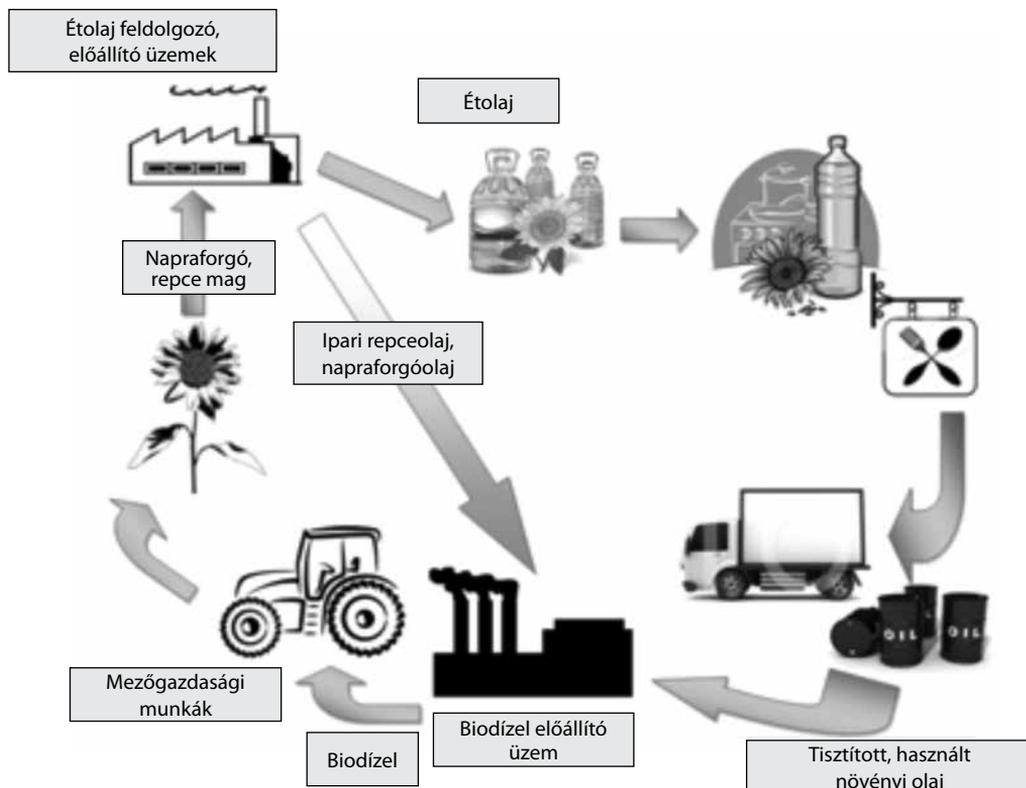 Étolaj feldolgozó,
előállító üzemek
Étolaj
Napraforgó,
repce mag
Ipari repceolaj,
napraforgóolaj
OIL
OIL
Mezőgazdasági
munkák
Biodízel
Biodízel előállító
üzem
Tisztított, használt
növényi olaj